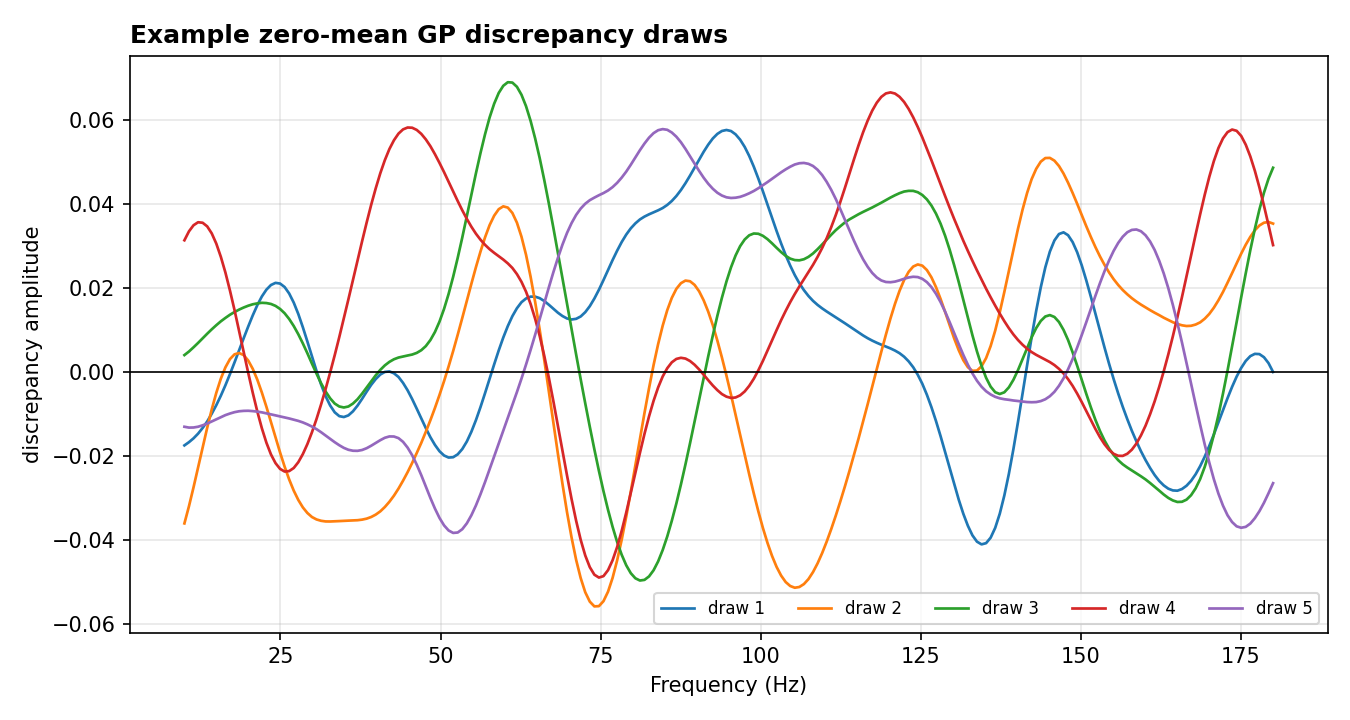 Example zero-mean GP discrepancy draws
discrepancy amplitude
0.06
0.04
0.02
0.00
−0.02
−0.04
−0.06
draw 1 draw 2 draw 3 draw 4 draw 5
25 50 75 100 125 150 175
Frequency (Hz)